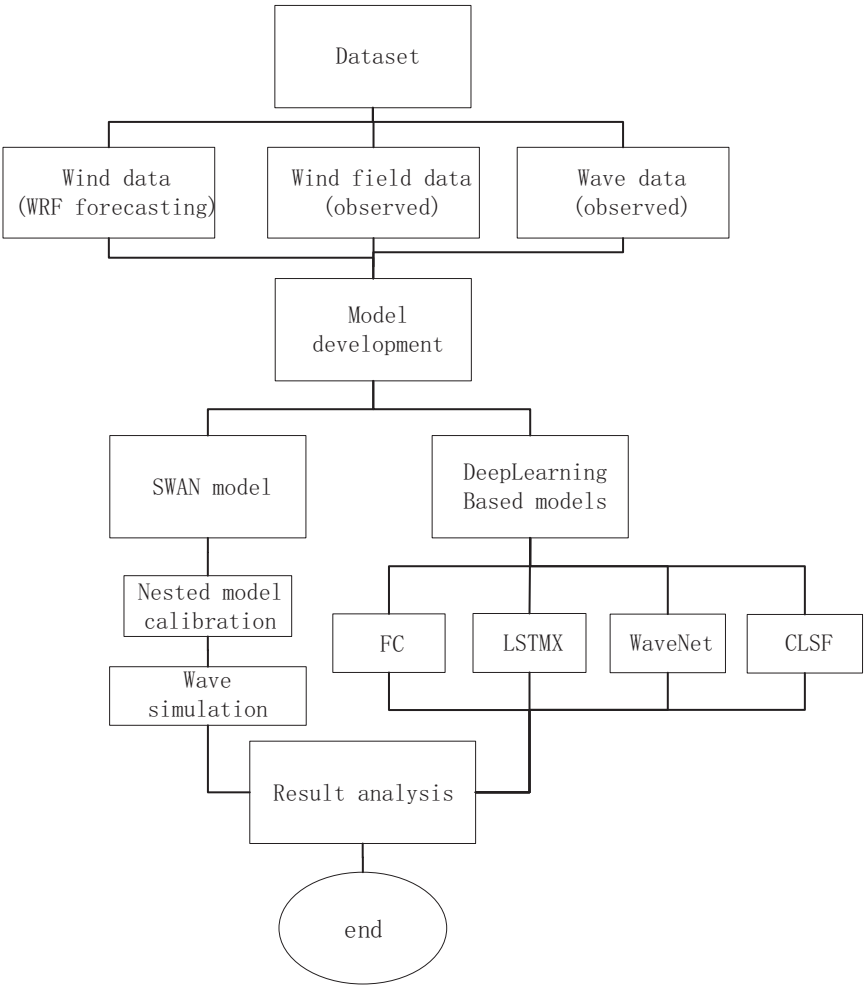 Dataset
Wind data
(WRF forecasting)
Wind field data
(observed)
Wave data
(observed)
Model
development
SWAN model
DeepLearning
Based models
Nested model
calibration
FC
LSTMX
WaveNet
CLSF
Wave
simulation
Result analysis
end